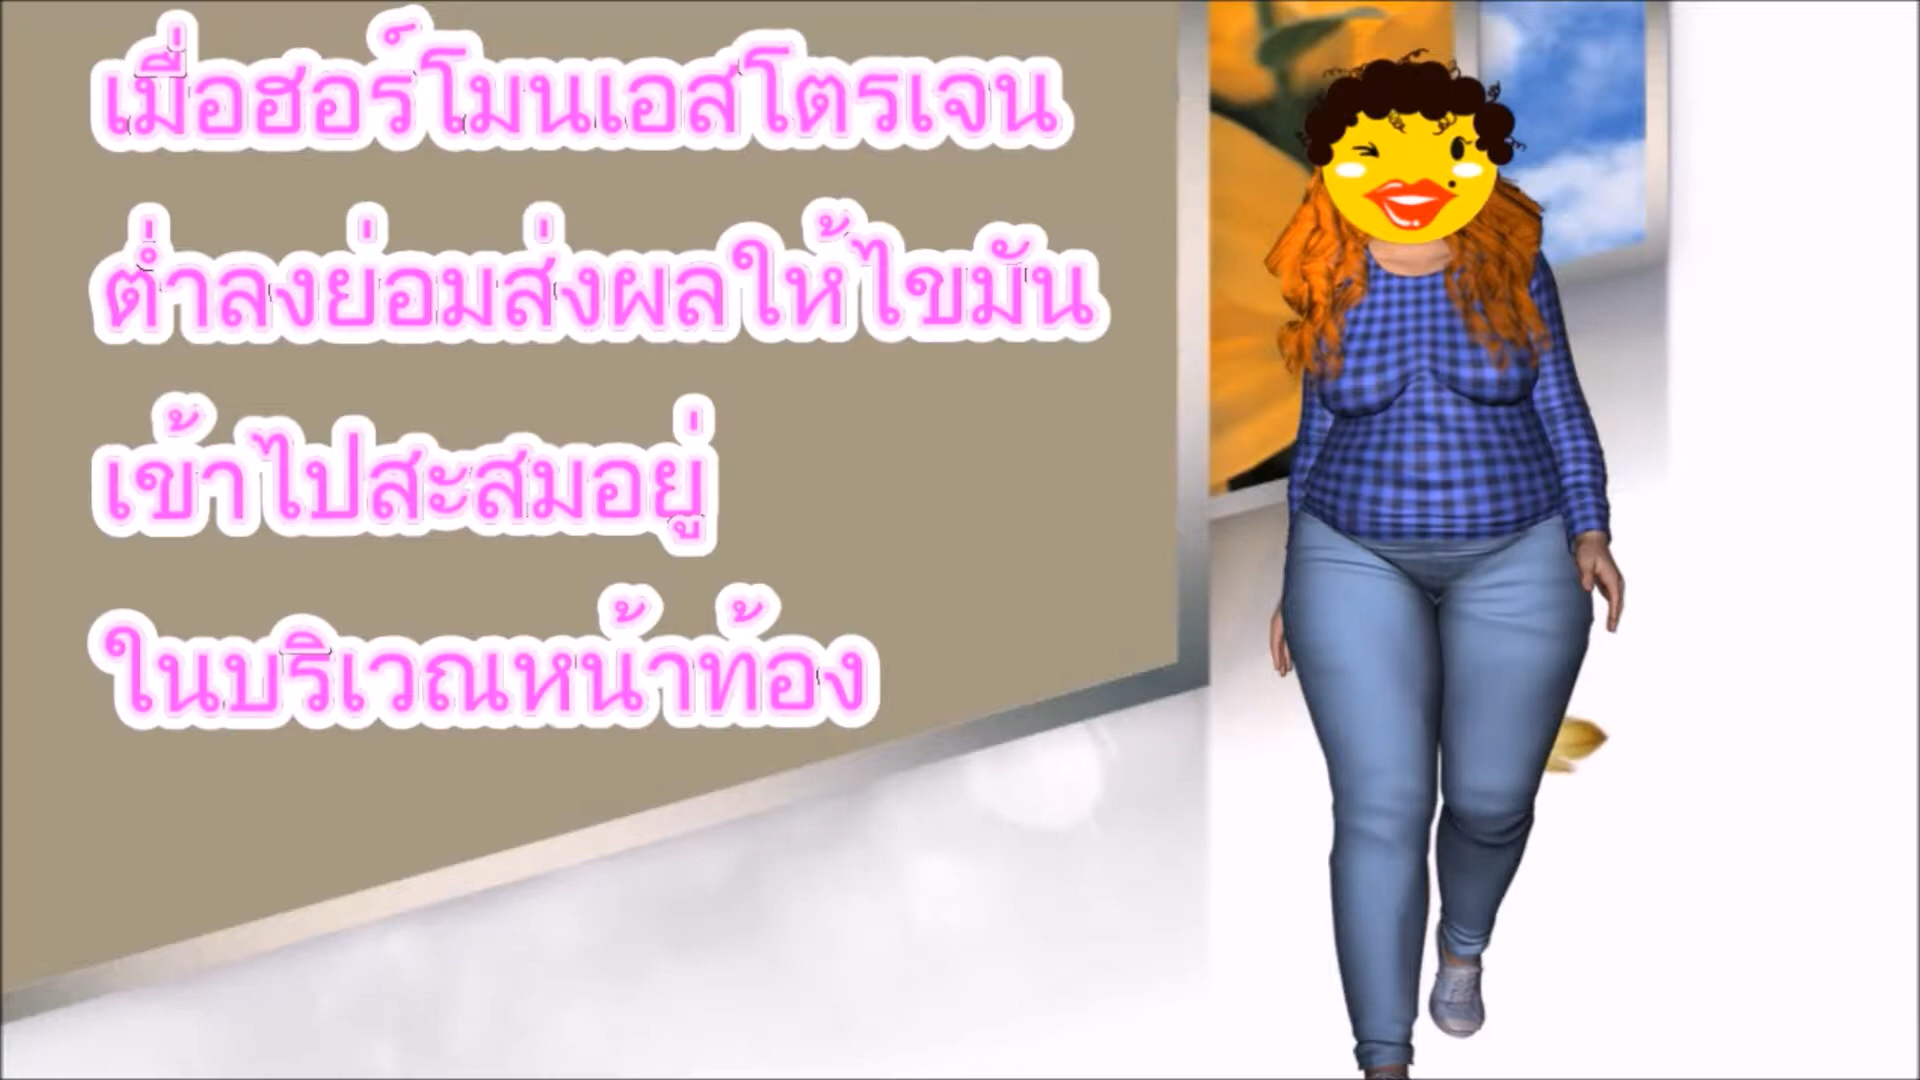 เมื่อฮอร์โมนเอสโตรเจน
ต่ำลงย่อมส่งผลให้ไขมัน
เข้าไปสะสมอยู่
ในบริเวณหน้าท้อง